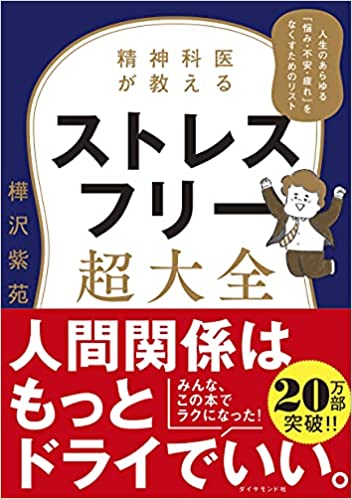 人生のあらゆる
「悩み・不安・疲れ」を
なくすためのリスト
精神科医
が教える
ストレス
フリー
超大全
樺沢紫苑
人間関係は
もっと
ドライでいい。
みんな、
この本で
ラクになった!
20万部
突破!!
ダイヤモンド社